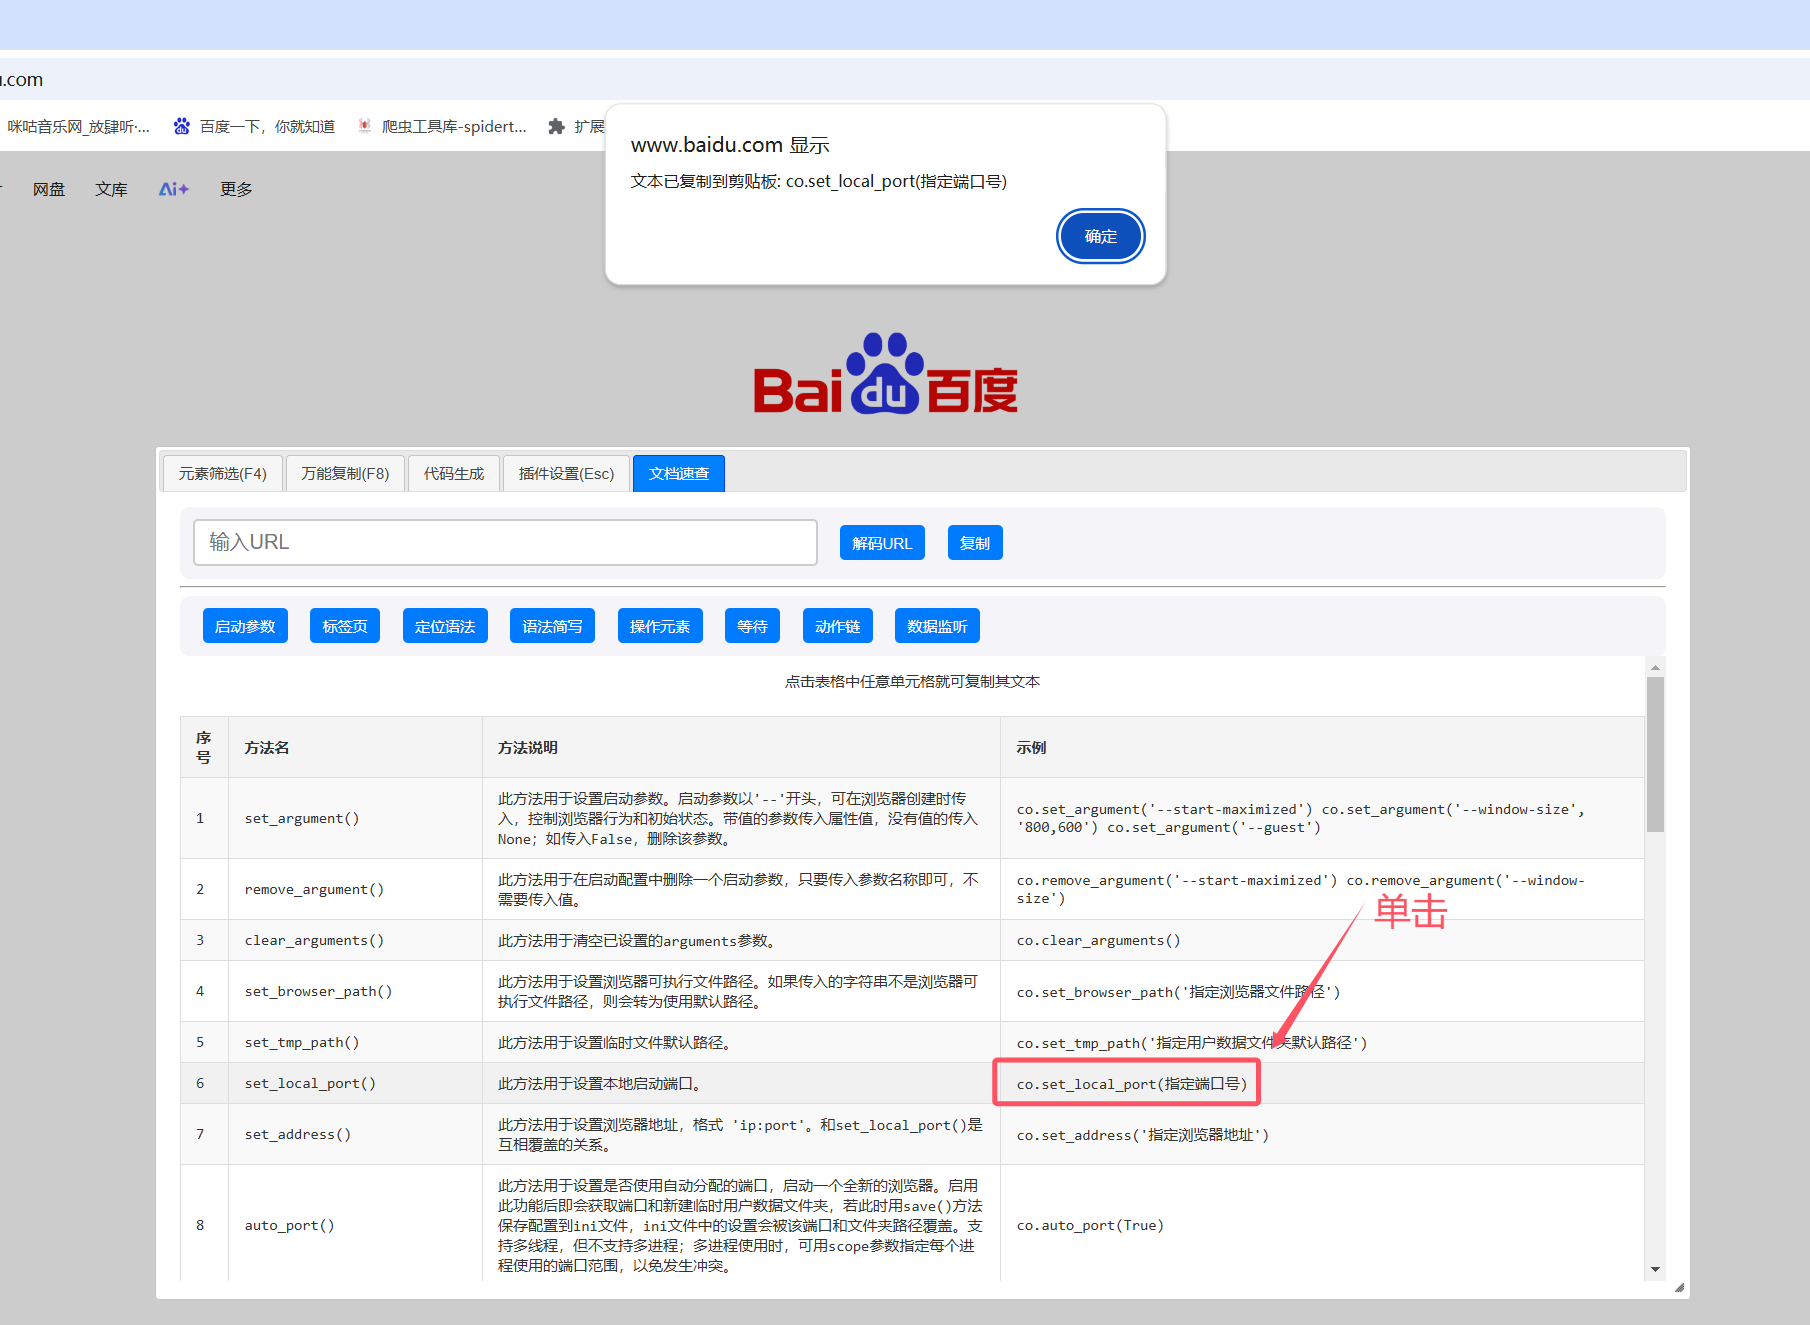 u.com
咪咕音乐网_放肆听·...
百度一下，你就知道
爬虫工具库-spidert...
扩展
网盘
文库
Ai+
更多
www.baidu.com 显示
文本已复制到剪贴板: co.set_local_port(指定端口号)
确定
Bai du 百度
元素筛选(F4)
万能复制(F8)
代码生成
插件设置(Esc)
文档速查
输入URL
解码URL
复制
启动参数
标签页
定位语法
语法简写
操作元素
等待
动作链
数据监听
点击表格中任意单元格就可复制其文本
序
号
方法名
方法说明
示例
1
set_argument()
此方法用于设置启动参数。启动参数以'--'开头，可在浏览器创建时传
入，控制浏览器行为和初始状态。带值的参数传入属性值，没有值的传入
None；如传入False，删除该参数。
co.set_argument('--start-maximized') co.set_argument('--window-size',
'800,600') co.set_argument('--guest')
2
remove_argument()
此方法用于在启动配置中删除一个启动参数，只要传入参数名称即可，不
需要传入值。
co.remove_argument('--start-maximized') co.remove_argument('--window-
size')
单击
3
clear_arguments()
此方法用于清空已设置的arguments参数。
co.clear_arguments()
4
set_browser_path()
此方法用于设置浏览器可执行文件路径。如果传入的字符串不是浏览器可
执行文件路径，则会转为使用默认路径。
co.set_browser_path('指定浏览器文件路径')
5
set_tmp_path()
此方法用于设置临时文件默认路径。
co.set_tmp_path('指定用户数据文件夹默认路径')
6
set_local_port()
此方法用于设置本地启动端口。
co.set_local_port(指定端口号)
7
set_address()
此方法用于设置浏览器地址，格式 'ip:port'。和set_local_port()是
互相覆盖的关系。
co.set_address('指定浏览器地址')
8
auto_port()
此方法用于设置是否使用自动分配的端口，启动一个全新的浏览器。启用
此功能后即会获取端口和新建临时用户数据文件夹，若此时用save()方法
保存配置到ini文件，ini文件中的设置会被该端口和文件夹路径覆盖。支
持多线程，但不支持多进程；多进程使用时，可用scope参数指定每个进
程使用的端口范围，以免发生冲突。
co.auto_port(True)